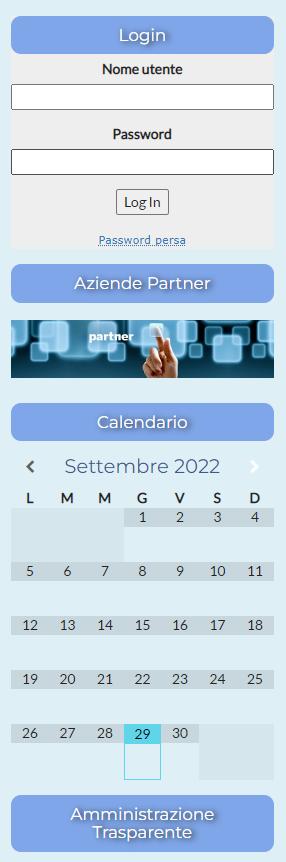 Login
Nome utente
Password
Log In
Password persa
Aziende Partner
partner
Calendario
Settembre 2022
L M M G V S D
1 2 3 4
5 6 7 8 9 10 11
12 13 14 15 16 17 18
19 20 21 22 23 24 25
26 27 28 29 30
Amministrazione
Trasparente